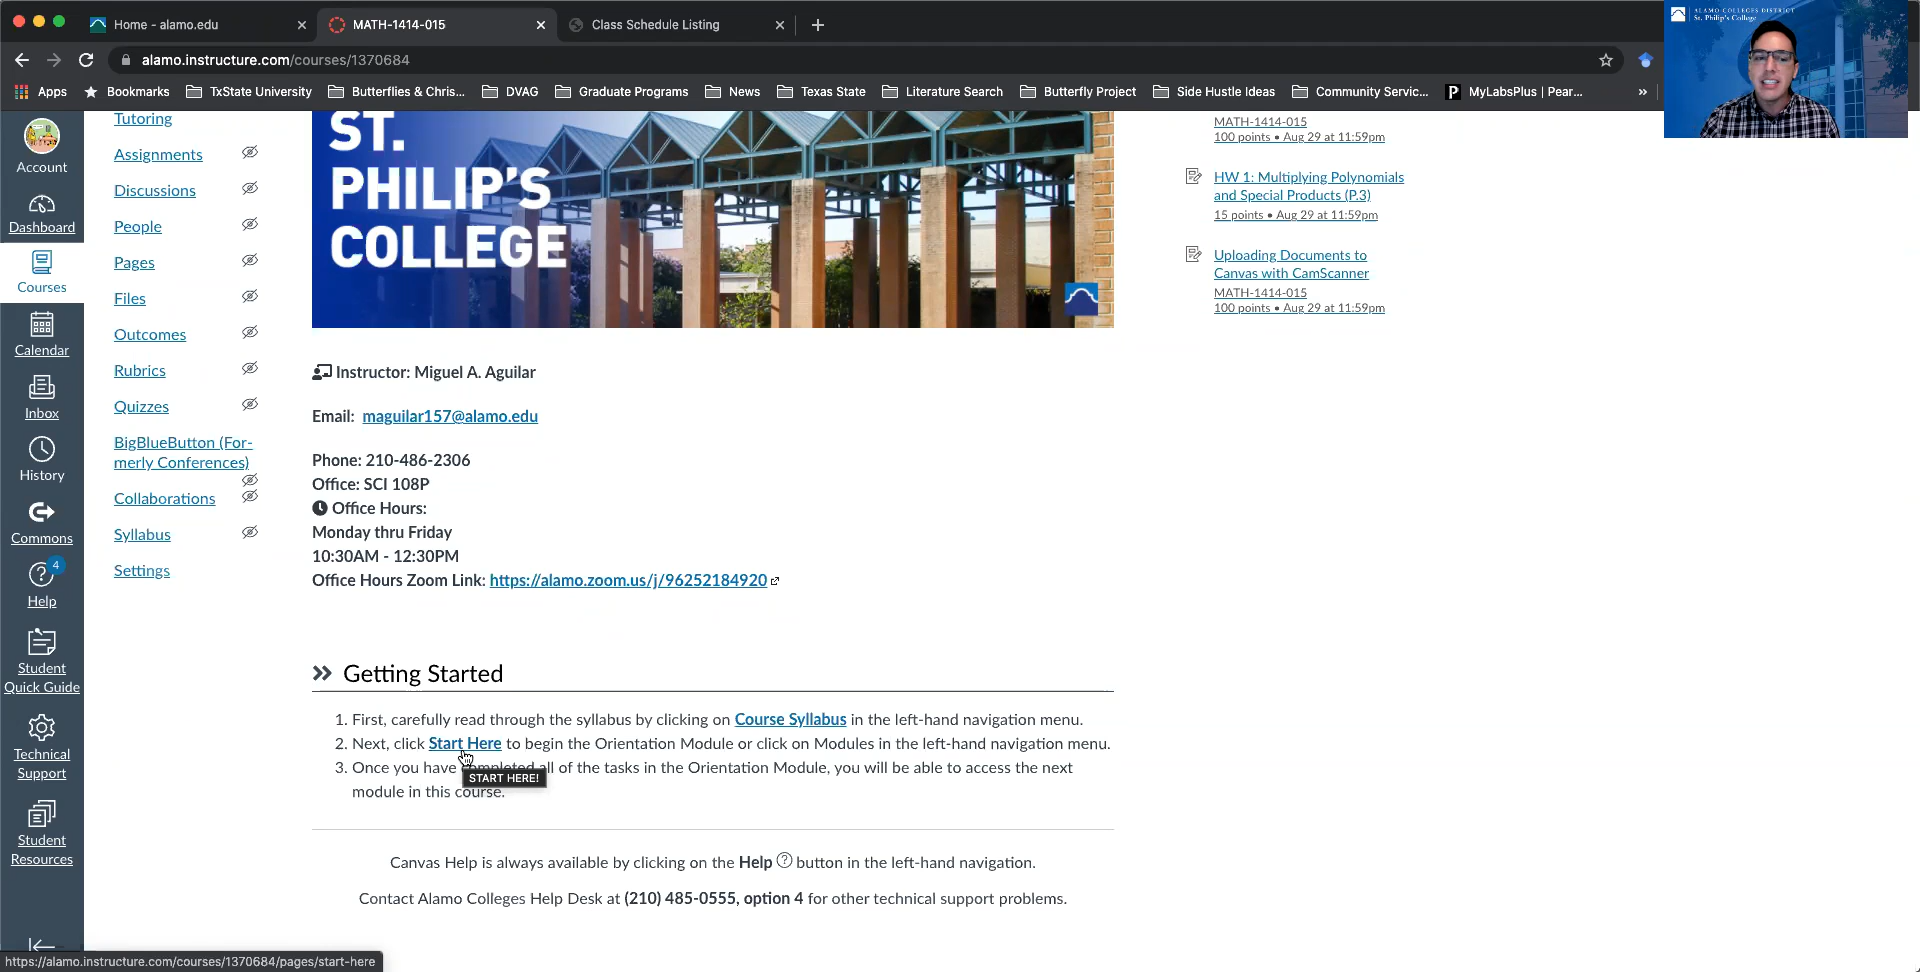 Home - alamo.edu
MATH-1414-015
Class Schedule Listing
alamo.instructure.com/courses/1370684
Apps
Bookmarks
TxState University
Butterflies & Chris...
DVAG
Graduate Programs
News
Texas State
Literature Search
Butterfly Project
Side Hustle Ideas
Community Servic...
MyLabsPlus | Pear...
»
ALAMO COLLEGES DISTRICT
St. Philip's College
Account
Dashboard
Courses
Calendar
Inbox
History
Commons
4
Help
Student
Quick Guide
Technical
Support
Student
Resources
Tutoring
Assignments
Discussions
People
Pages
Files
Outcomes
Rubrics
Quizzes
BigBlueButton (For-
merly Conferences)
Collaborations
Syllabus
Settings
ST.
PHILIP'S
COLLEGE
Instructor: Miguel A. Aguilar
Email: maguilar157@alamo.edu
Phone: 210-486-2306
Office: SCI 108P
Office Hours:
Monday thru Friday
10:30AM - 12:30PM
Office Hours Zoom Link: https://alamo.zoom.us/j/96252184920
Getting Started
1. First, carefully read through the syllabus by clicking on Course Syllabus in the left-hand navigation menu.
2. Next, click Start Here to begin the Orientation Module or click on Modules in the left-hand navigation menu.
3. Once you have completed all of the tasks in the Orientation Module, you will be able to access the next
module in this course.
START HERE!
Canvas Help is always available by clicking on the Help ? button in the left-hand navigation.
Contact Alamo Colleges Help Desk at (210) 485-0555, option 4 for other technical support problems.
MATH-1414-015
100 points • Aug 29 at 11:59pm
HW 1: Multiplying Polynomials
and Special Products (P.3)
15 points • Aug 29 at 11:59pm
Uploading Documents to
Canvas with CamScanner
MATH-1414-015
100 points • Aug 29 at 11:59pm
https://alamo.instructure.com/courses/1370684/pages/start-here